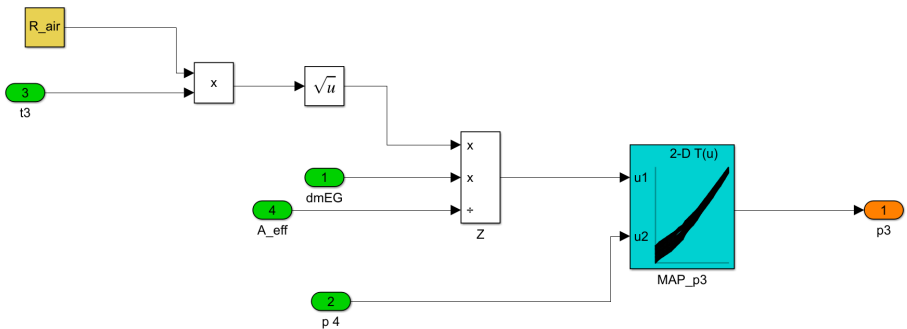 R_air
3
t3
x
√u
1
dmEG
4
A_eff
x
x
÷
Z
2
p 4
2-D T(u)
u1
u2
MAP_p3
1
p3